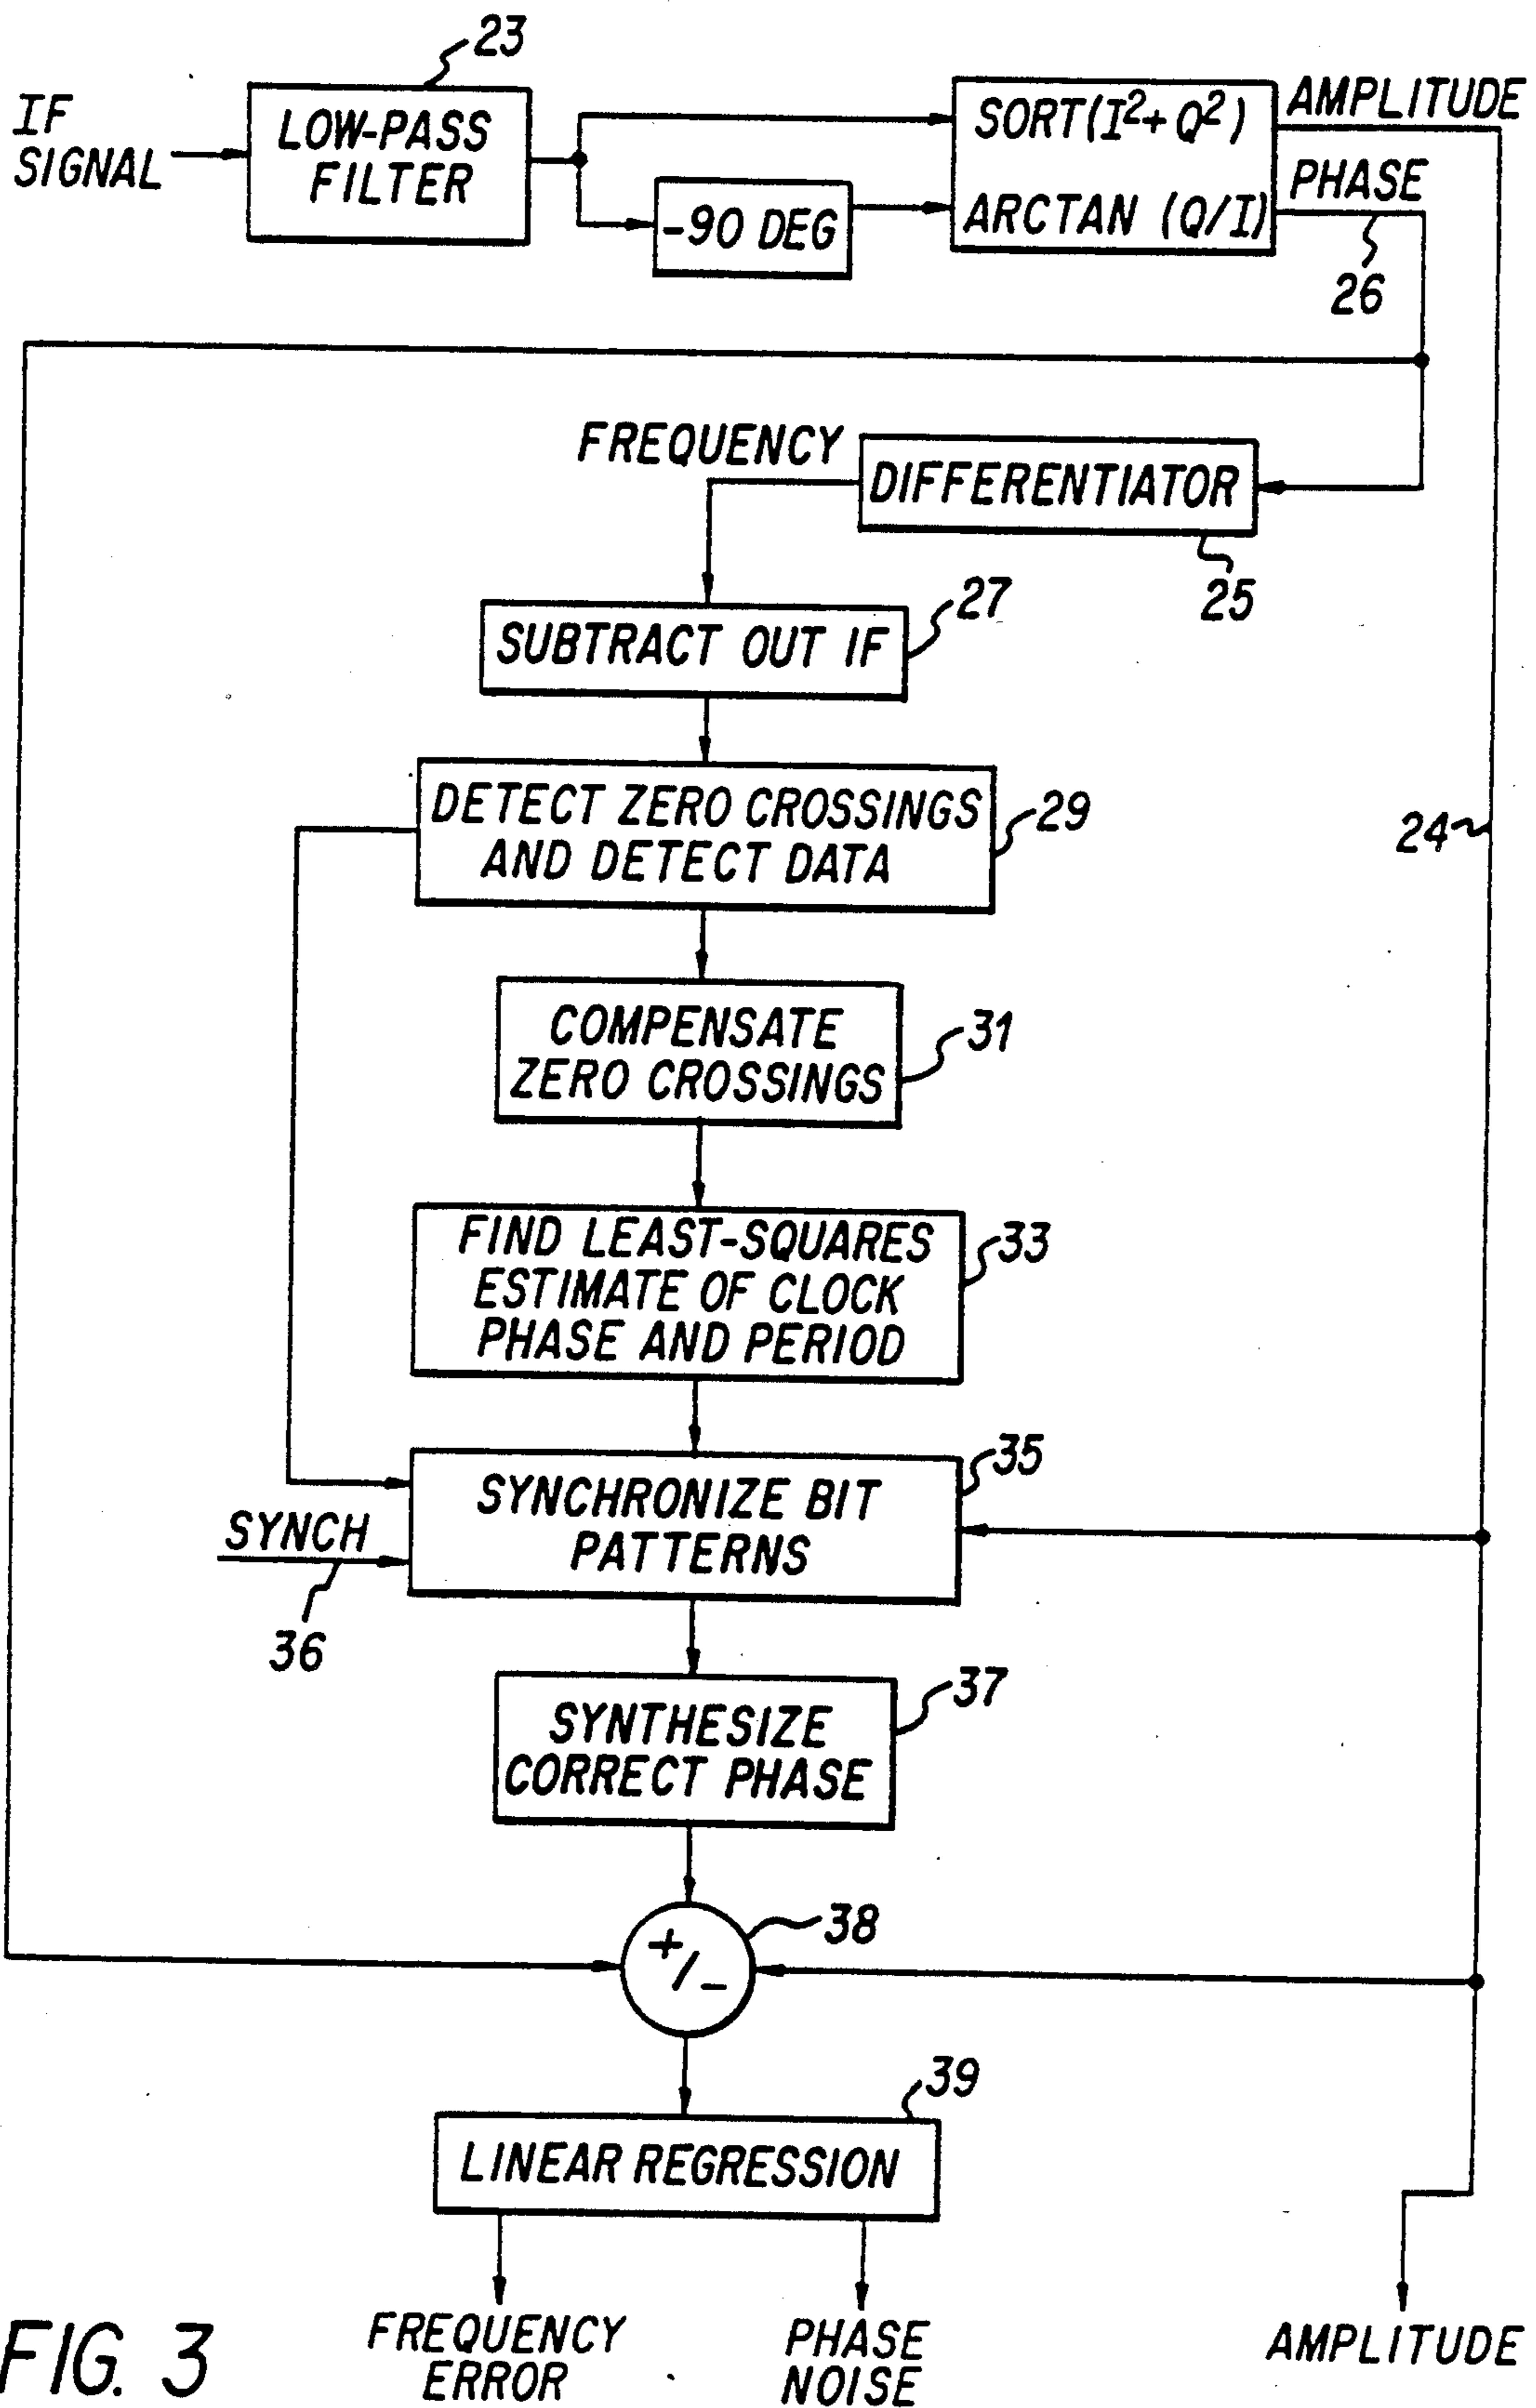 23
IF
SIGNAL
LOW-PASS
FILTER
-90 DEG
SORT(I²+Q²)
ARCTAN (Q/I)
AMPLITUDE
PHASE
26
FREQUENCY
DIFFERENTIATOR
25
SUBTRACT OUT IF
27
DETECT ZERO CROSSINGS
AND DETECT DATA
29
24
COMPENSATE
ZERO CROSSINGS
31
FIND LEAST-SQUARES
ESTIMATE OF CLOCK
PHASE AND PERIOD
33
SYNCHRONIZE BIT
PATTERNS
35
SYNCH
36
SYNTHESIZE
CORRECT PHASE
37
+/-
38
39
LINEAR REGRESSION
FREQUENCY
ERROR
PHASE
NOISE
AMPLITUDE
FIG. 3